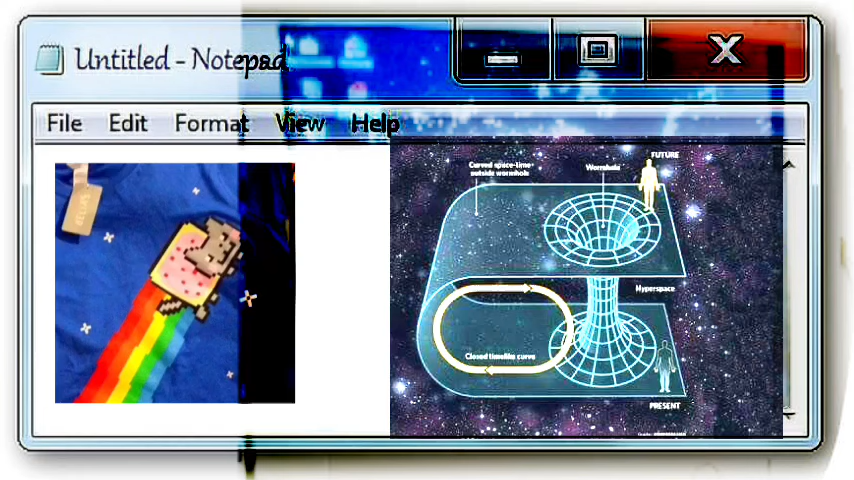 Untitled - Notepad
File Edit Format View Help
FUTURE
Curved space-time
outside wormhole
Wormhole
Hyperspace
Closed timelike curve
PRESENT